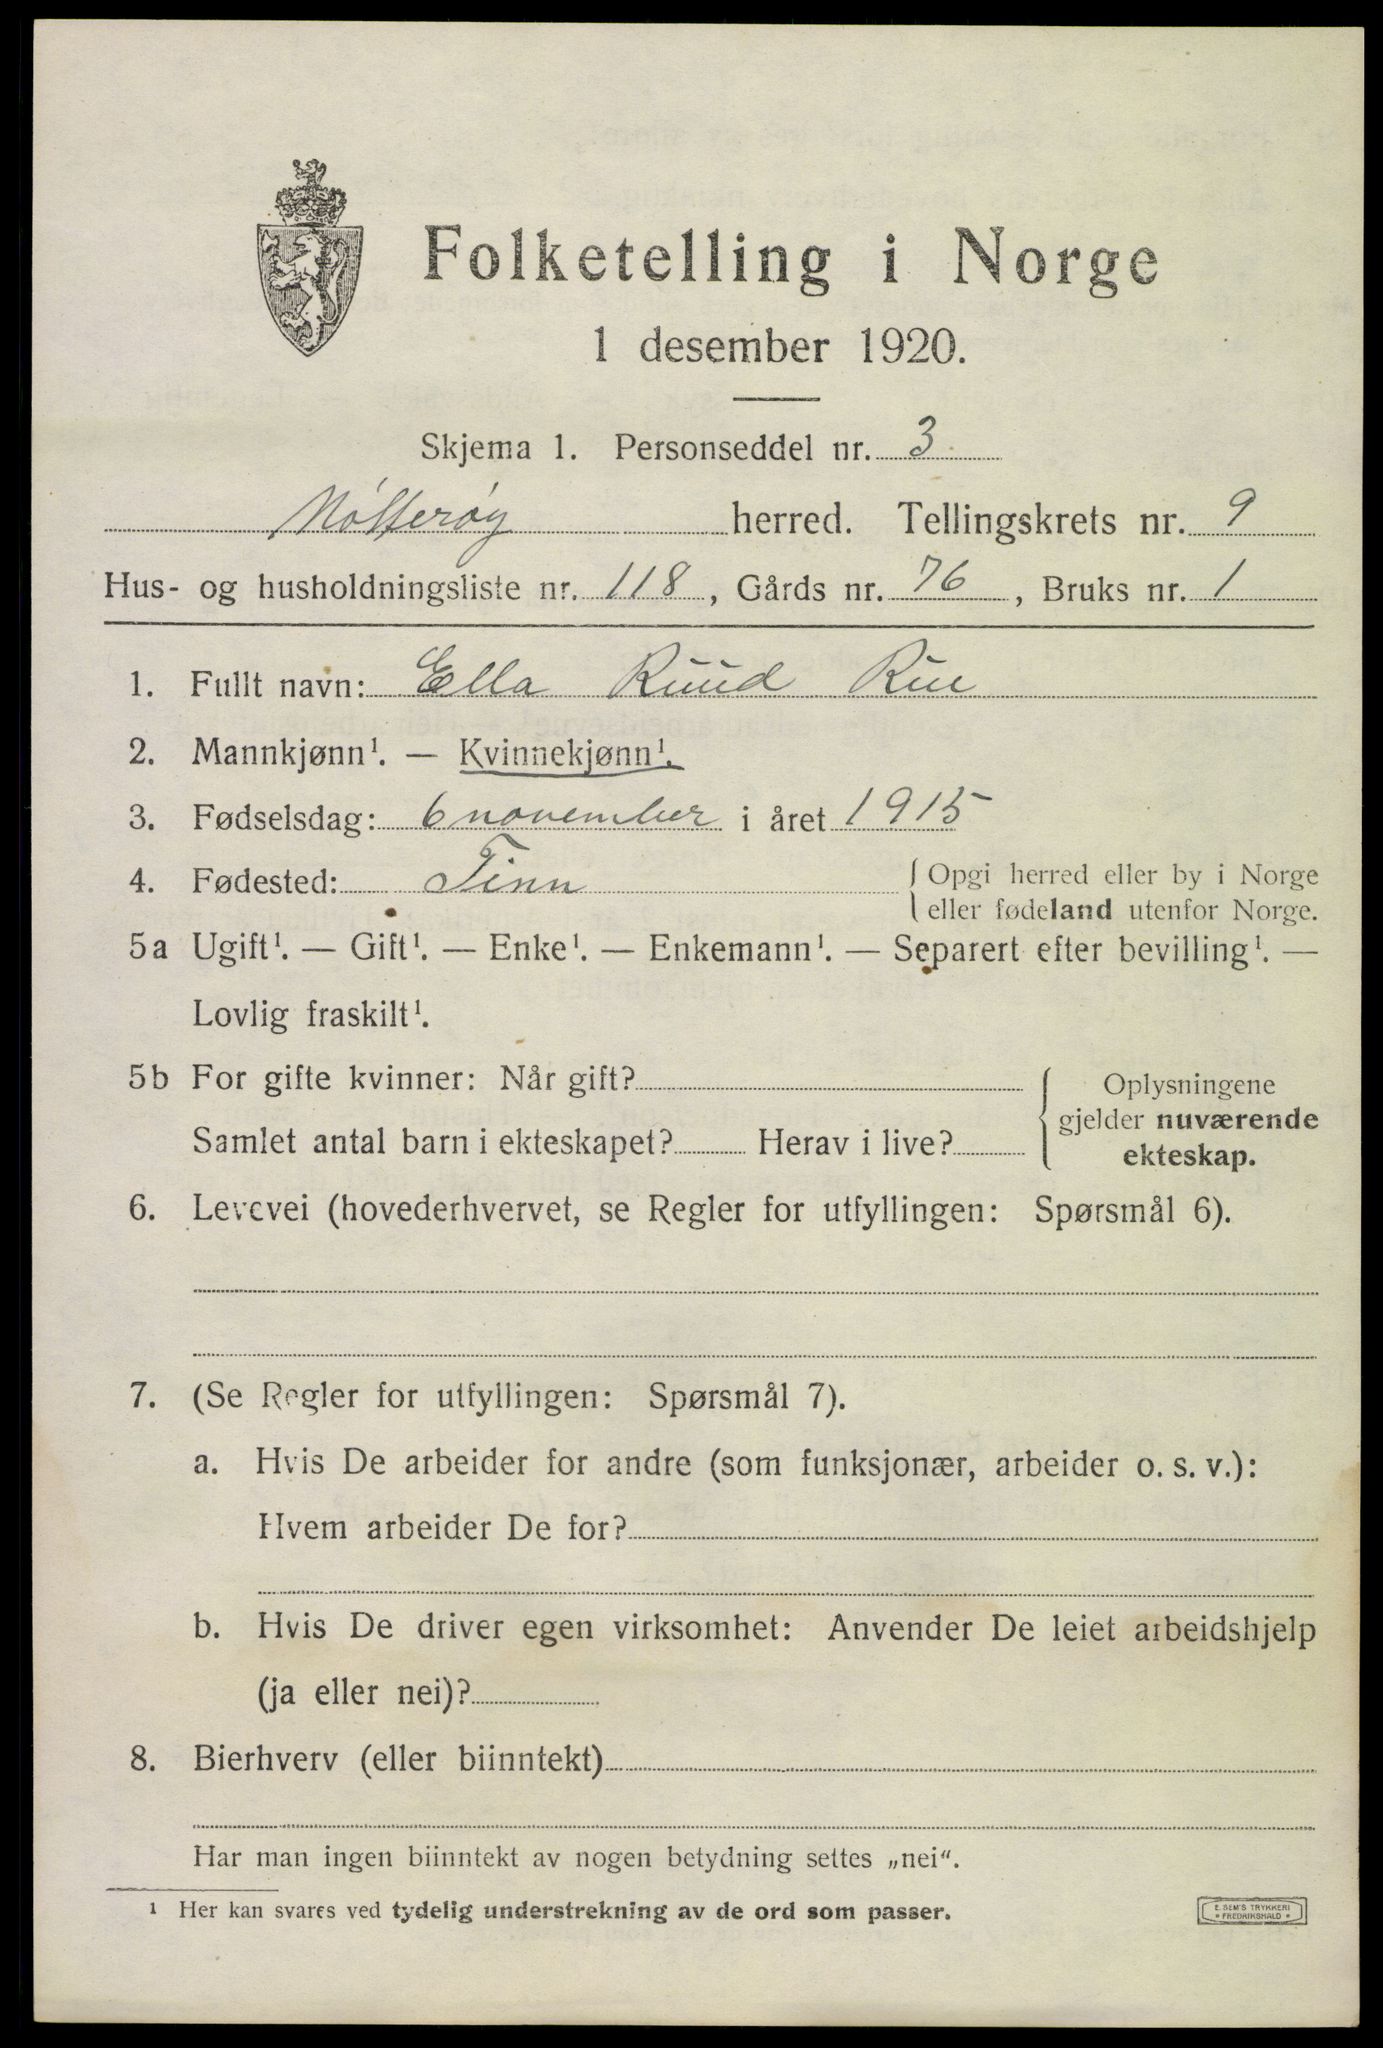 Folketelling i Norge
1 desember 1920.
Skjema 1. Personseddel nr. 3
Nótterøy herred. Tellingskrets nr. 9
Hus- og husholdningsliste nr. 118, Gårds nr. 76, Bruks nr. 1
1. Fullt navn: Ella Ruud Rue
2. Mannkjønn¹. — Kvinnekjønn¹.
3. Fødselsdag: 6 november i året 1915
4. Fødested: Tinn { Opgi herred eller by i Norge
eller fødeland utenfor Norge.
5a Ugift¹. — Gift¹. — Enke¹. — Enkemann¹. — Separert efter bevilling¹. —
Lovlig fraskilt¹.
5b For gifte kvinner: Når gift? { Oplysningene
gjelder nuværende
Samlet antal barn i ekteskapet? Herav i live? ekteskap.
6. Levevei (hovederhvervet, se Regler for utfyllingen: Spørsmål 6).
7. (Se Regler for utfyllingen: Spørsmål 7).
a. Hvis De arbeider for andre (som funksjonær, arbeider o. s. v.):
Hvem arbeider De for?
b. Hvis De driver egen virksomhet: Anvender De leiet arbeidshjelp
(ja eller nei)?
8. Bierhverv (eller biinntekt)
Har man ingen biinntekt av nogen betydning settes „nei“.
¹ Her kan svares ved tydelig understrekning av de ord som passer.
E. SEM'S TRYKKERI
* FREDRIKSHALD *